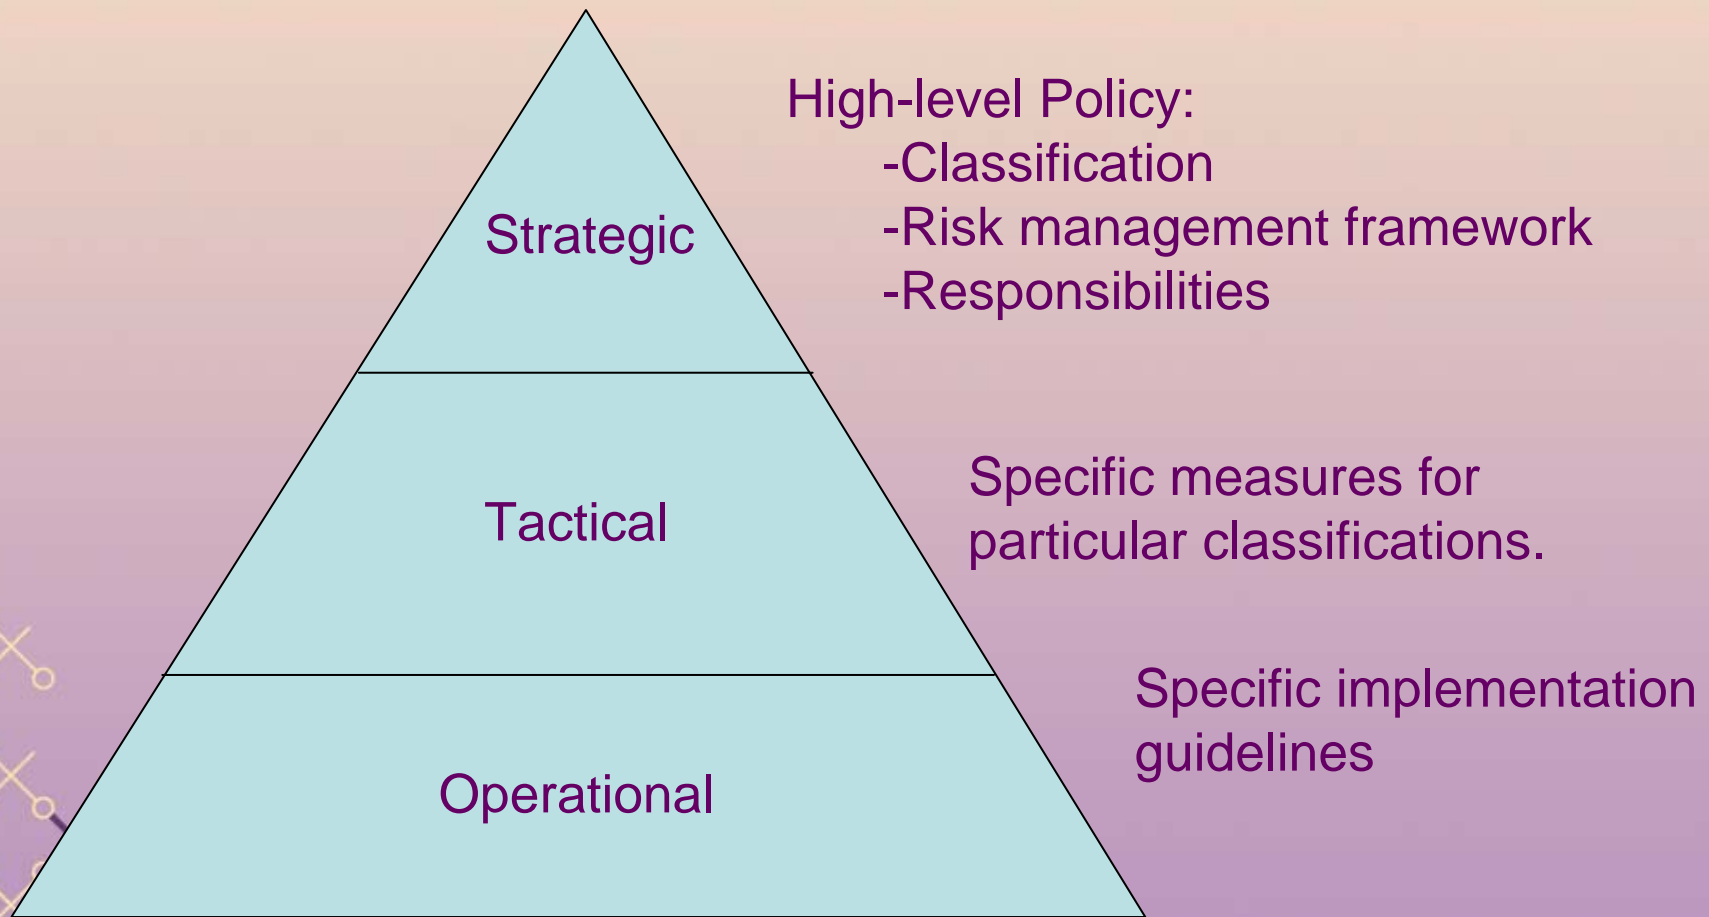 High-level Policy:
-Classification
Strategic
-Risk management framework
-Responsibilities
Tactical
Specific measures for
particular classifications.
Operational
Specific implementation
guidelines